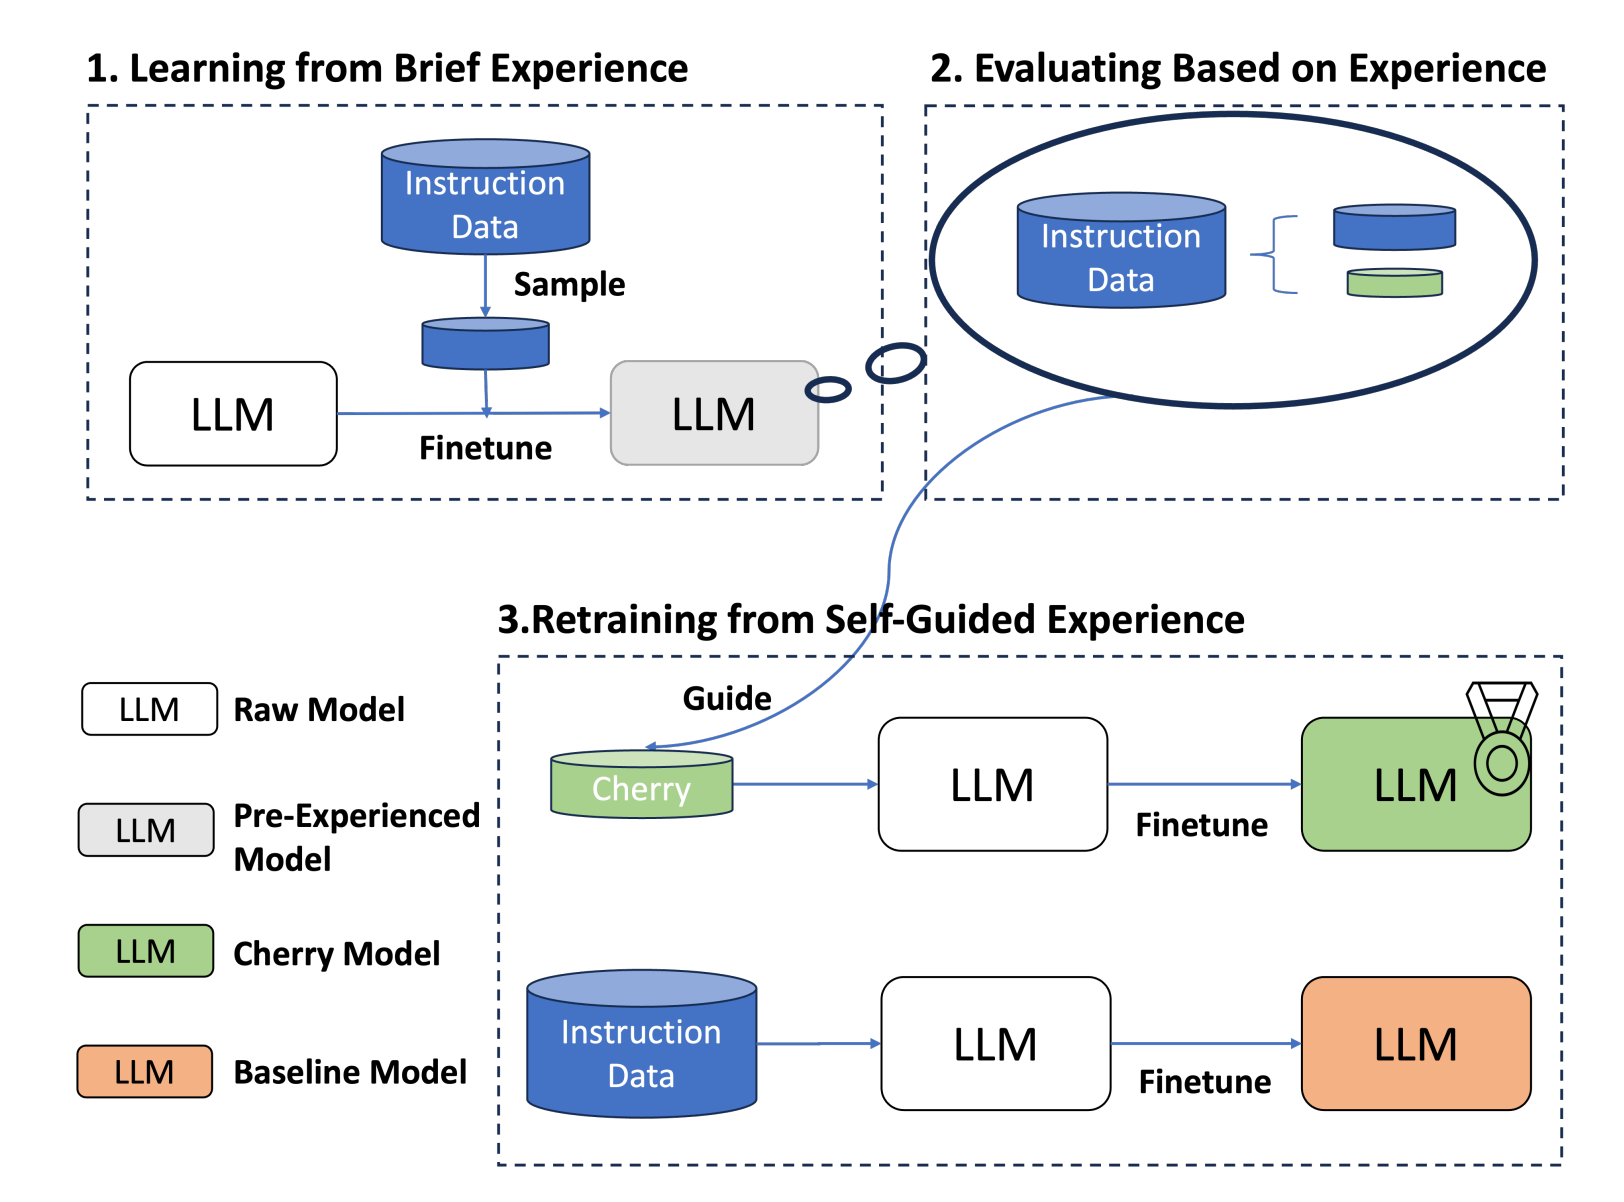 1. Learning from Brief Experience
Instruction
Data
Sample
LLM
LLM
Finetune
2. Evaluating Based on Experience
Instruction
Data
3.Retraining from Self-Guided Experience
Guide
Cherry
LLM
Finetune
LLM
Instruction
Data
LLM
Finetune
LLM
LLM
Raw Model
LLM
Pre-Experienced
Model
LLM
Cherry Model
LLM
Baseline Model